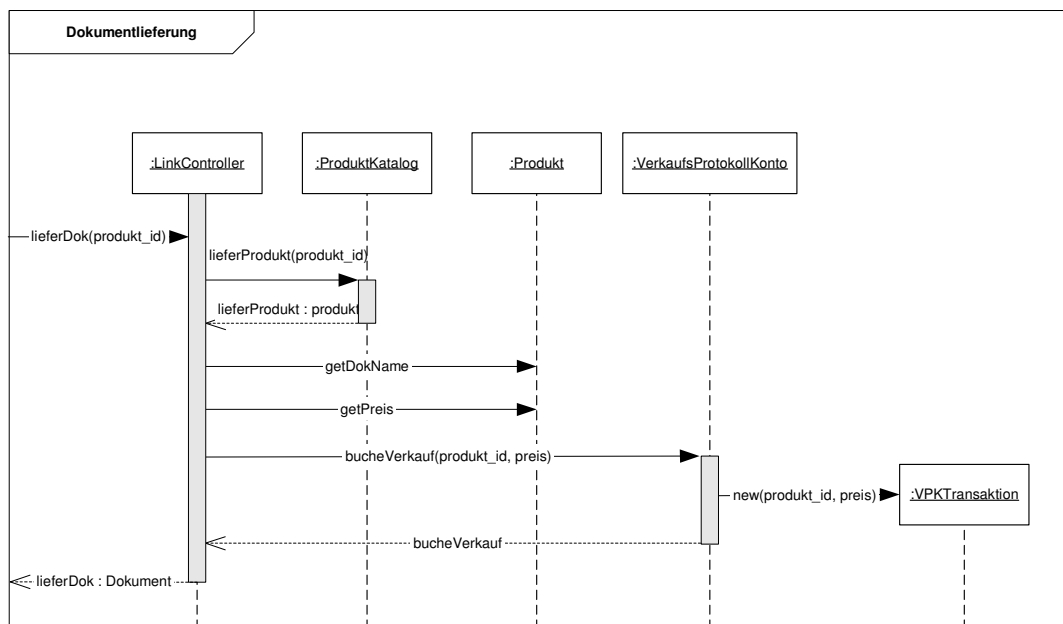 Dokumentlieferung
:LinkController
:ProduktKatalog
:Produkt
:VerkaufsProtokollKonto
lieferDok(produkt_id)
lieferProdukt(produkt_id)
lieferProdukt : produkt
getDokName
getPreis
bucheVerkauf(produkt_id, preis)
new(produkt_id, preis)
:VPKTransaktion
bucheVerkauf
lieferDok : Dokument